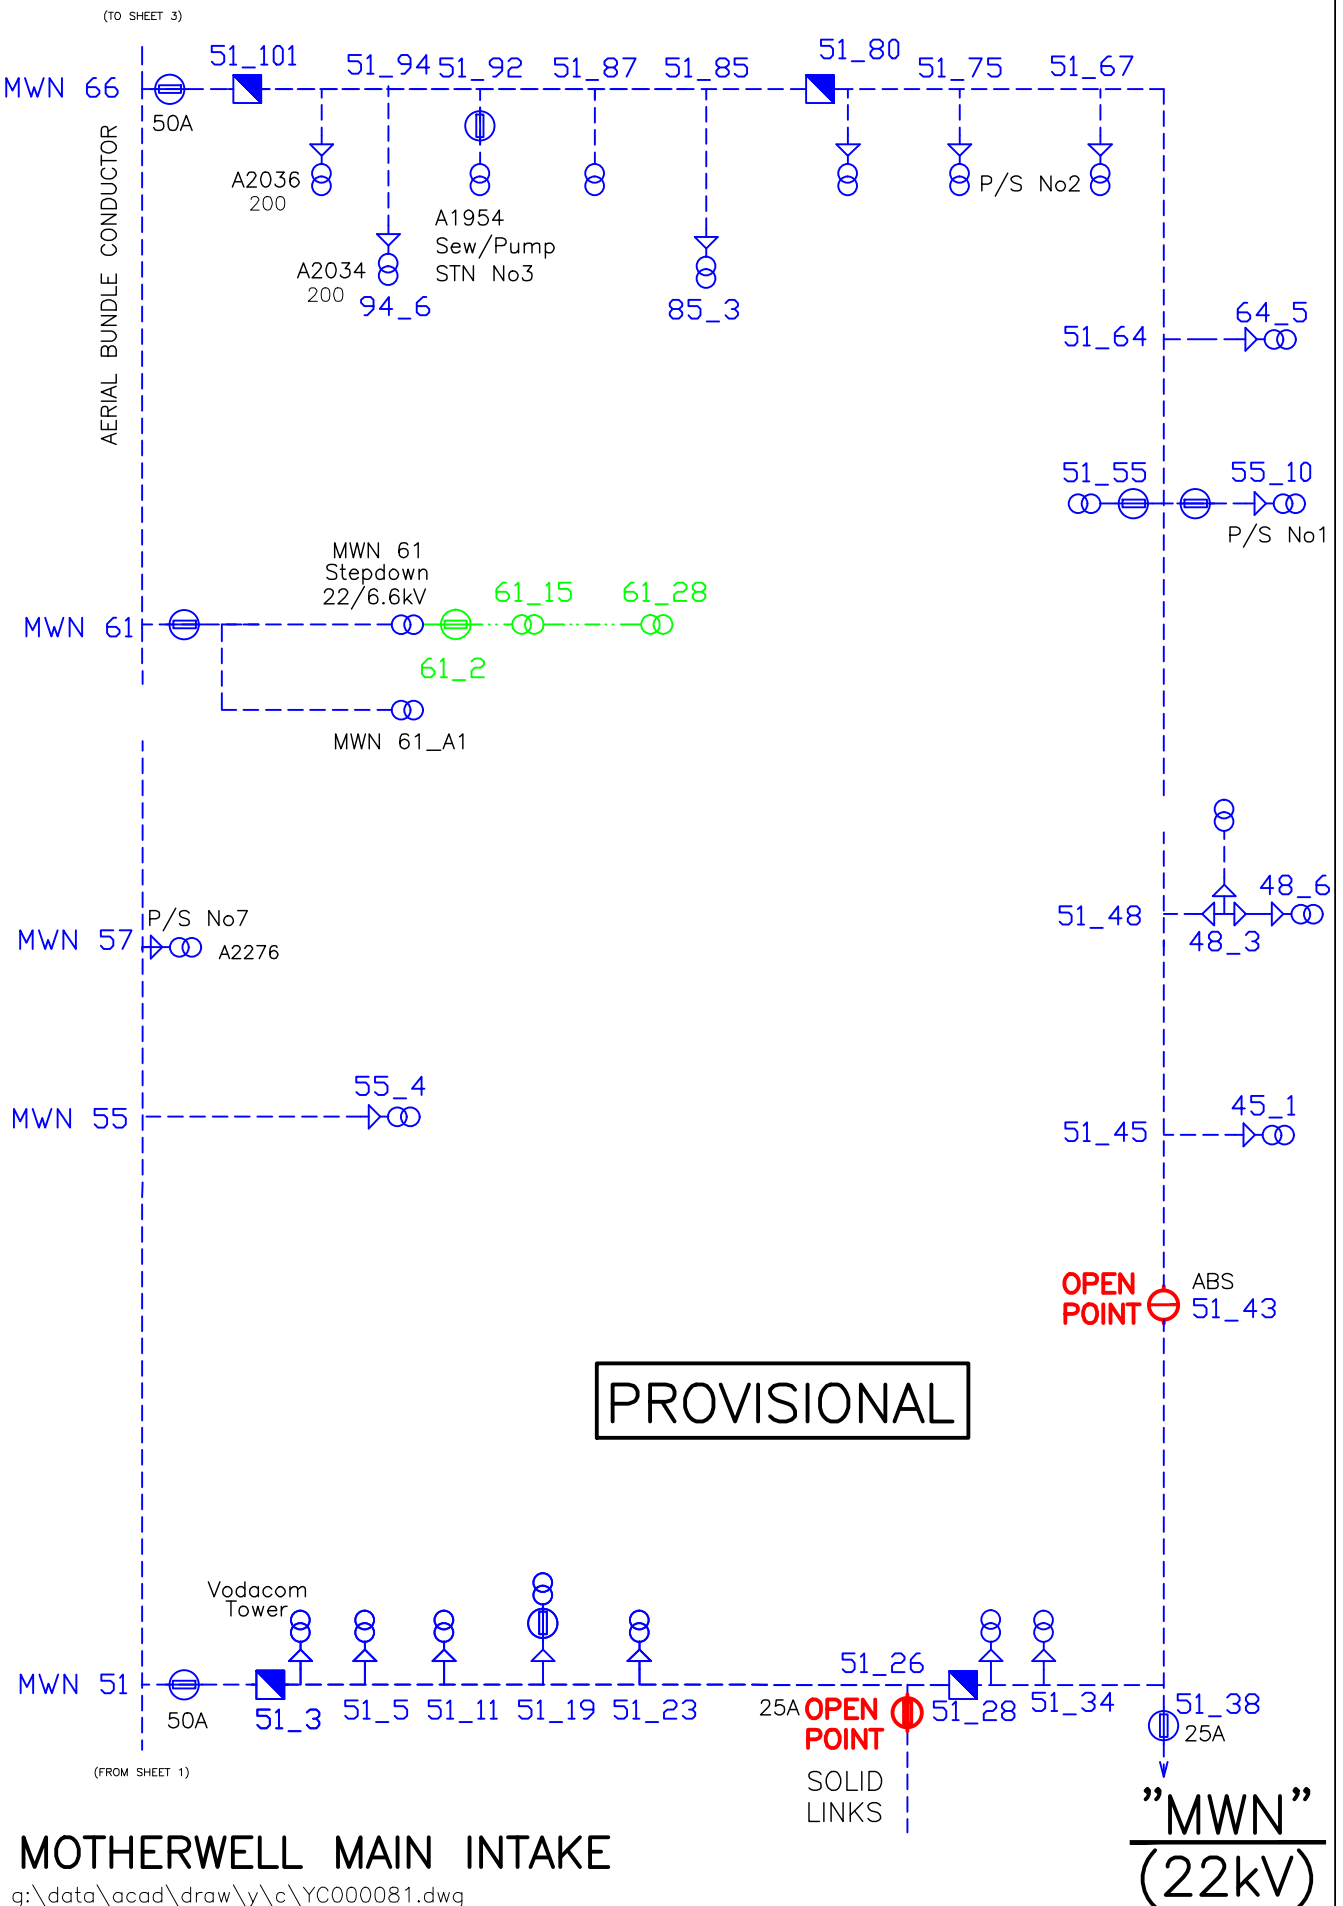 (TO SHEET 3)
MWN 66
50A
51_101
51_94
51_92
51_87
51_85
51_80
51_75
51_67
AERIAL BUNDLE CONDUCTOR
A2036
200
A2034
200
94_6
A1954
Sew/Pump
STN No3
85_3
P/S No2
51_64
64_5
51_55
55_10
P/S No1
MWN 61
MWN 61
Stepdown
22/6.6kV
61_2
61_15
61_28
MWN 61_A1
MWN 57
P/S No7
A2276
51_48
48_3
48_6
MWN 55
55_4
51_45
45_1
OPEN
POINT
ABS
51_43
PROVISIONAL
MWN 51
50A
Vodacom
Tower
51_3
51_5
51_11
51_19
51_23
51_26
25A
OPEN
POINT
SOLID
LINKS
51_28
51_34
51_38
25A
(FROM SHEET 1)
MOTHERWELL MAIN INTAKE
g:\data\acad\draw\y\c\YC000081.dwg
"MWN"
(22kV)